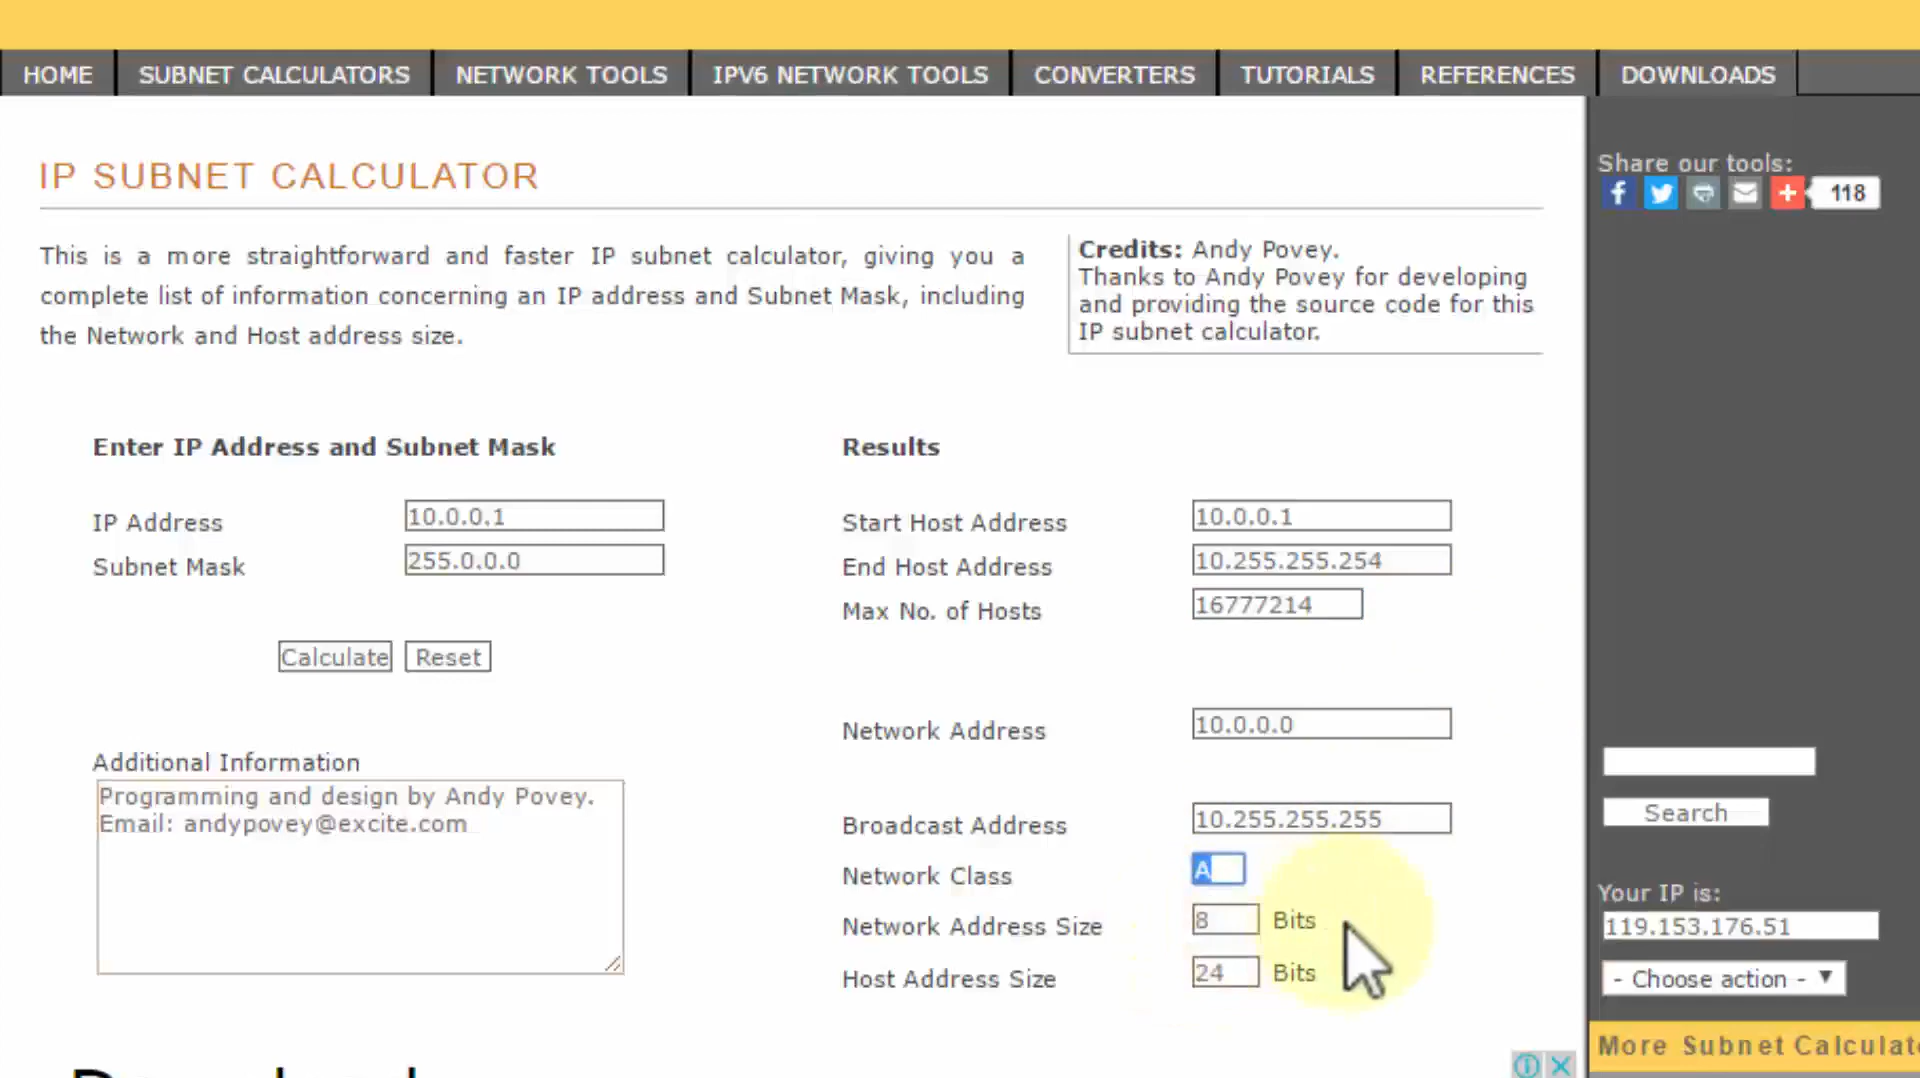 HOME SUBNET CALCULATORS NETWORK TOOLS IPV6 NETWORK TOOLS CONVERTERS TUTORIALS REFERENCES DOWNLOADS
IP SUBNET CALCULATOR
This is a more straightforward and faster IP subnet calculator, giving you a
complete list of information concerning an IP address and Subnet Mask, including
the Network and Host address size.
Credits: Andy Povey.
Thanks to Andy Povey for developing
and providing the source code for this
IP subnet calculator.
Enter IP Address and Subnet Mask
IP Address 10.0.0.1
Subnet Mask 255.0.0.0
Calculate Reset
Additional Information
Programming and design by Andy Povey.
Email: andypovey@excite.com
Results
Start Host Address 10.0.0.1
End Host Address 10.255.255.254
Max No. of Hosts 16777214
Network Address 10.0.0.0
Broadcast Address 10.255.255.255
Network Class A
Network Address Size 8 Bits
Host Address Size 24 Bits
Share our tools:
118
Search
Your IP is:
119.153.176.51
- Choose action -
More Subnet Calculat